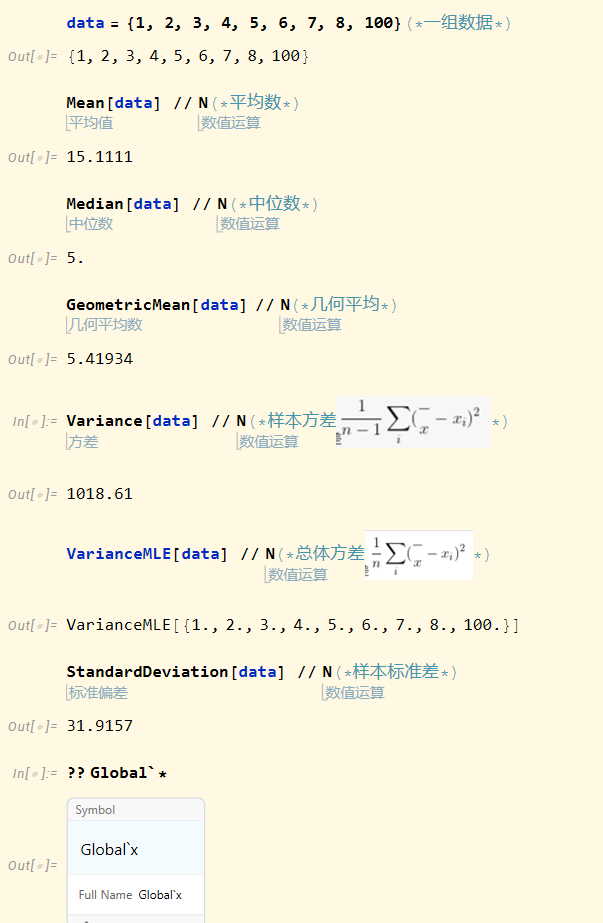 data = {1, 2, 3, 4, 5, 6, 7, 8, 100} (*一组数据*)
Out[•]= {1, 2, 3, 4, 5, 6, 7, 8, 100}
Mean[data] // N (*平均数*)
平均值 数值运算
Out[•]= 15.1111
Median[data] // N (*中位数*)
中位数 数值运算
Out[•]= 5.
GeometricMean[data] // N (*几何平均*)
几何平均数 数值运算
Out[•]= 5.41934
In[•]:= Variance[data] // N (*样本方差 \frac{1}{n-1}\sum_i(\bar{x} - x_i)^2 *)
方差 数值运算
Out[•]= 1018.61
VarianceMLE[data] // N (*总体方差 \frac{1}{n}\sum_i(\bar{x} - x_i)^2 *)
数值运算
Out[•]= VarianceMLE[{1., 2., 3., 4., 5., 6., 7., 8., 100.}]
StandardDeviation[data] // N (*样本标准差*)
标准偏差 数值运算
Out[•]= 31.9157
In[•]:= ?? Global`*
Symbol
Out[•]= Global`x
Full Name Global`x